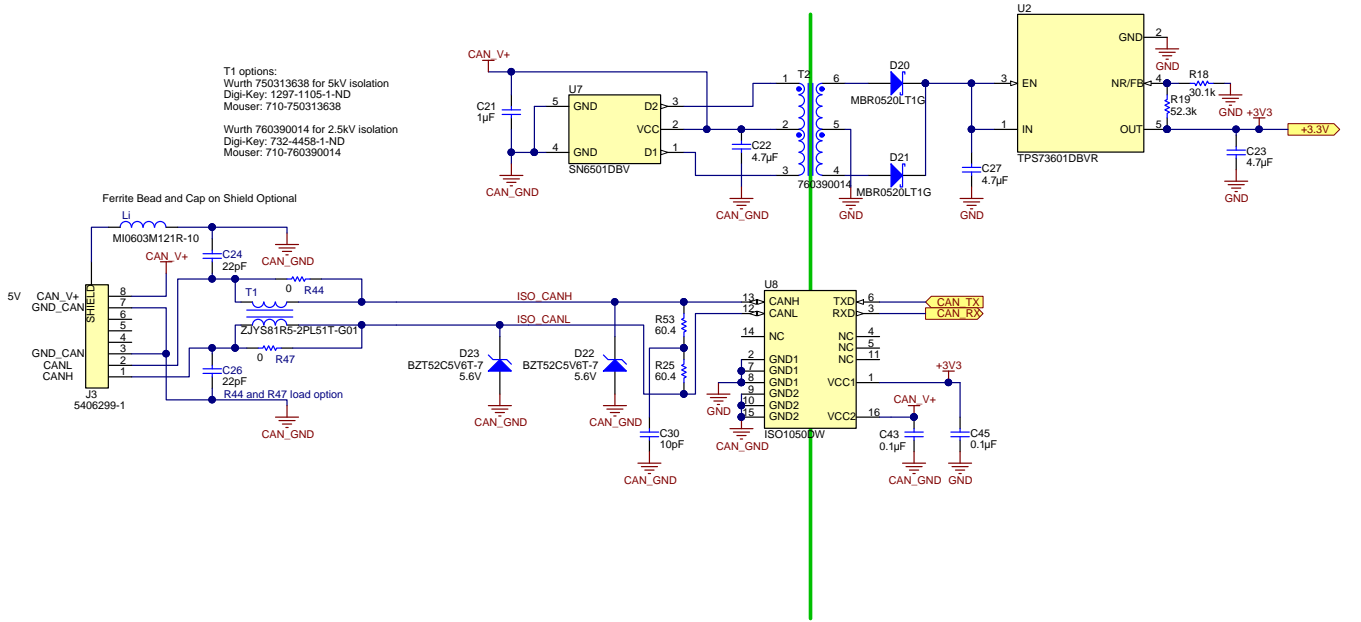 T1 options:
Wurth 750313638 for 5kV isolation
Digi-Key: 1297-1105-1-ND
Mouser: 710-750313638
Wurth 760390014 for 2.5kV isolation
Digi-Key: 732-4458-1-ND
Mouser: 710-760390014
CAN_V+
C21
1µF
CAN_GND
U7
5 GND
4 GND
D2 3
VCC 2
D1 1
SN6501DBV
C22
4.7µF
CAN_GND
T2
1 6
2 5
3 4
760390014
GND
D20
MBR0520LT1G
D21
MBR0520LT1G
C27
4.7µF
GND
U2
GND 2
GND
3 EN
NR/FB 4
1 IN
OUT 5
TPS73601DBVR
R18
30.1k
GND
R19
52.3k
+3V3
+3.3V
C23
4.7µF
GND
Ferrite Bead and Cap on Shield Optional
Li
MI0603M121R-10
CAN_GND
C24
22pF
CAN_V+
0 R44
T1
ZJYS81R5-2PL51T-G01
0 R47
C26
22pF
R44 and R47 load option
CAN_GND
5V
CAN_V+
GND_CAN
GND_CAN
CANL
CANH
SHIELD
8
7
6
5
4
3
2
1
J3
5406299-1
ISO_CANH
ISO_CANL
D23
BZT52C5V6T-7
5.6V
CAN_GND
D22
BZT52C5V6T-7
5.6V
CAN_GND
R53
60.4
R25
60.4
C30
10pF
CAN_GND
U8
13 CANH
12 CANL
14 NC
2 GND1
7 GND1
8 GND1
9 GND2
10 GND2
15 GND2
TXD 6
RXD 3
NC 4
NC 5
NC 11
VCC1 1
VCC2 16
ISO1050DW
GND
CAN_GND
CAN_TX
CAN_RX
+3V3
CAN_V+
C43
0.1µF
CAN_GND
C45
0.1µF
GND